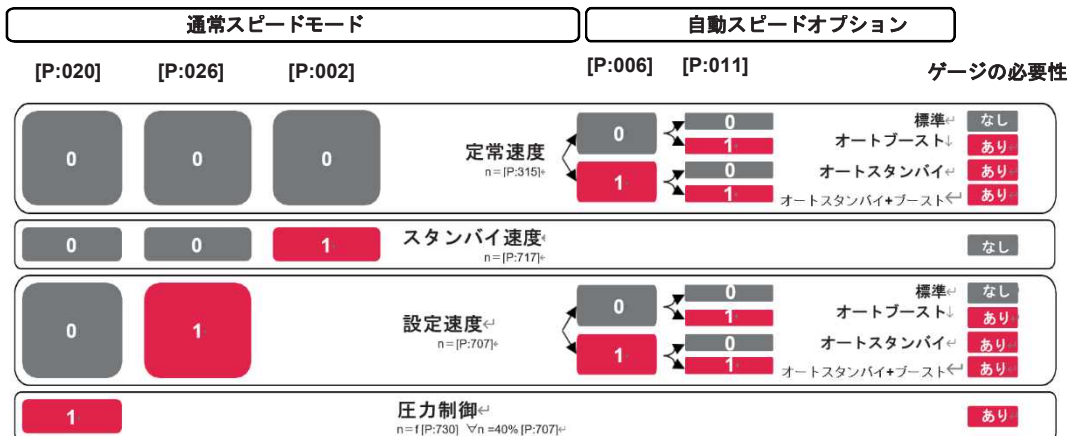 通常スピードモード 自動スピードオプション
[P:020] [P:026] [P:002] [P:006] [P:011] ゲージの必要性
0 0 0 定常速度 n=[P:315]
0 0 標準 なし
1 オートブースト あり
1 0 オートスタンバイ あり
1 オートスタンバイ+ブースト あり
0 0 1 スタンバイ速度 なし
n=[P:717]
0 1 設定速度 n=[P:707]
0 0 標準 なし
1 オートブースト あり
1 0 オートスタンバイ あり
1 オートスタンバイ+ブースト あり
1 圧力制御 あり
n=f[P:730] ∀n =40% [P:707]